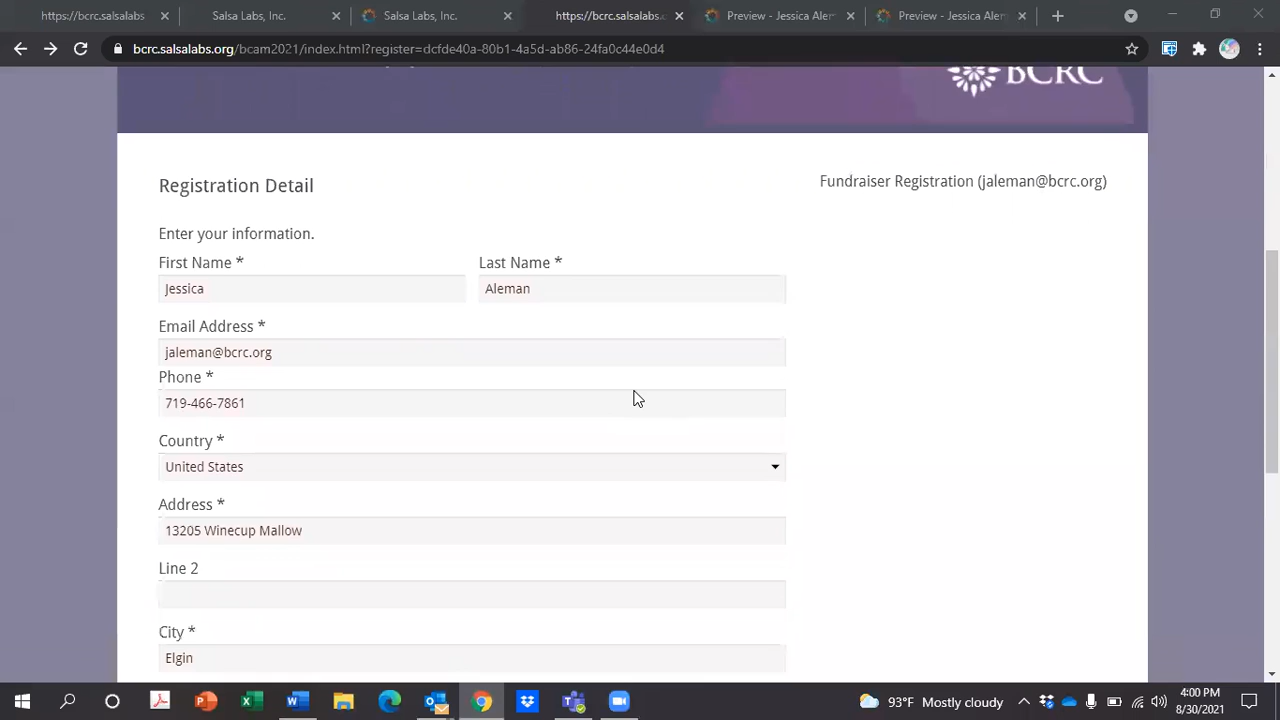 https://bcrc.salsalabs
Salsa Labs, Inc.
Salsa Labs, Inc.
https://bcrc.salsalabs.c
Preview - Jessica Alem
Preview - Jessica Alem
bcrc.salsalabs.org/bcam2021/index.html?register=dcfde40a-80b1-4a5d-ab86-24fa0c44e0d4
BCRC
Registration Detail
Fundraiser Registration (jaleman@bcrc.org)
Enter your information.
First Name *
Last Name *
Jessica
Aleman
Email Address *
jaleman@bcrc.org
Phone *
719-466-7861
Country *
United States
Address *
13205 Winecup Mallow
Line 2
City *
Elgin
93°F Mostly cloudy
4:00 PM
8/30/2021